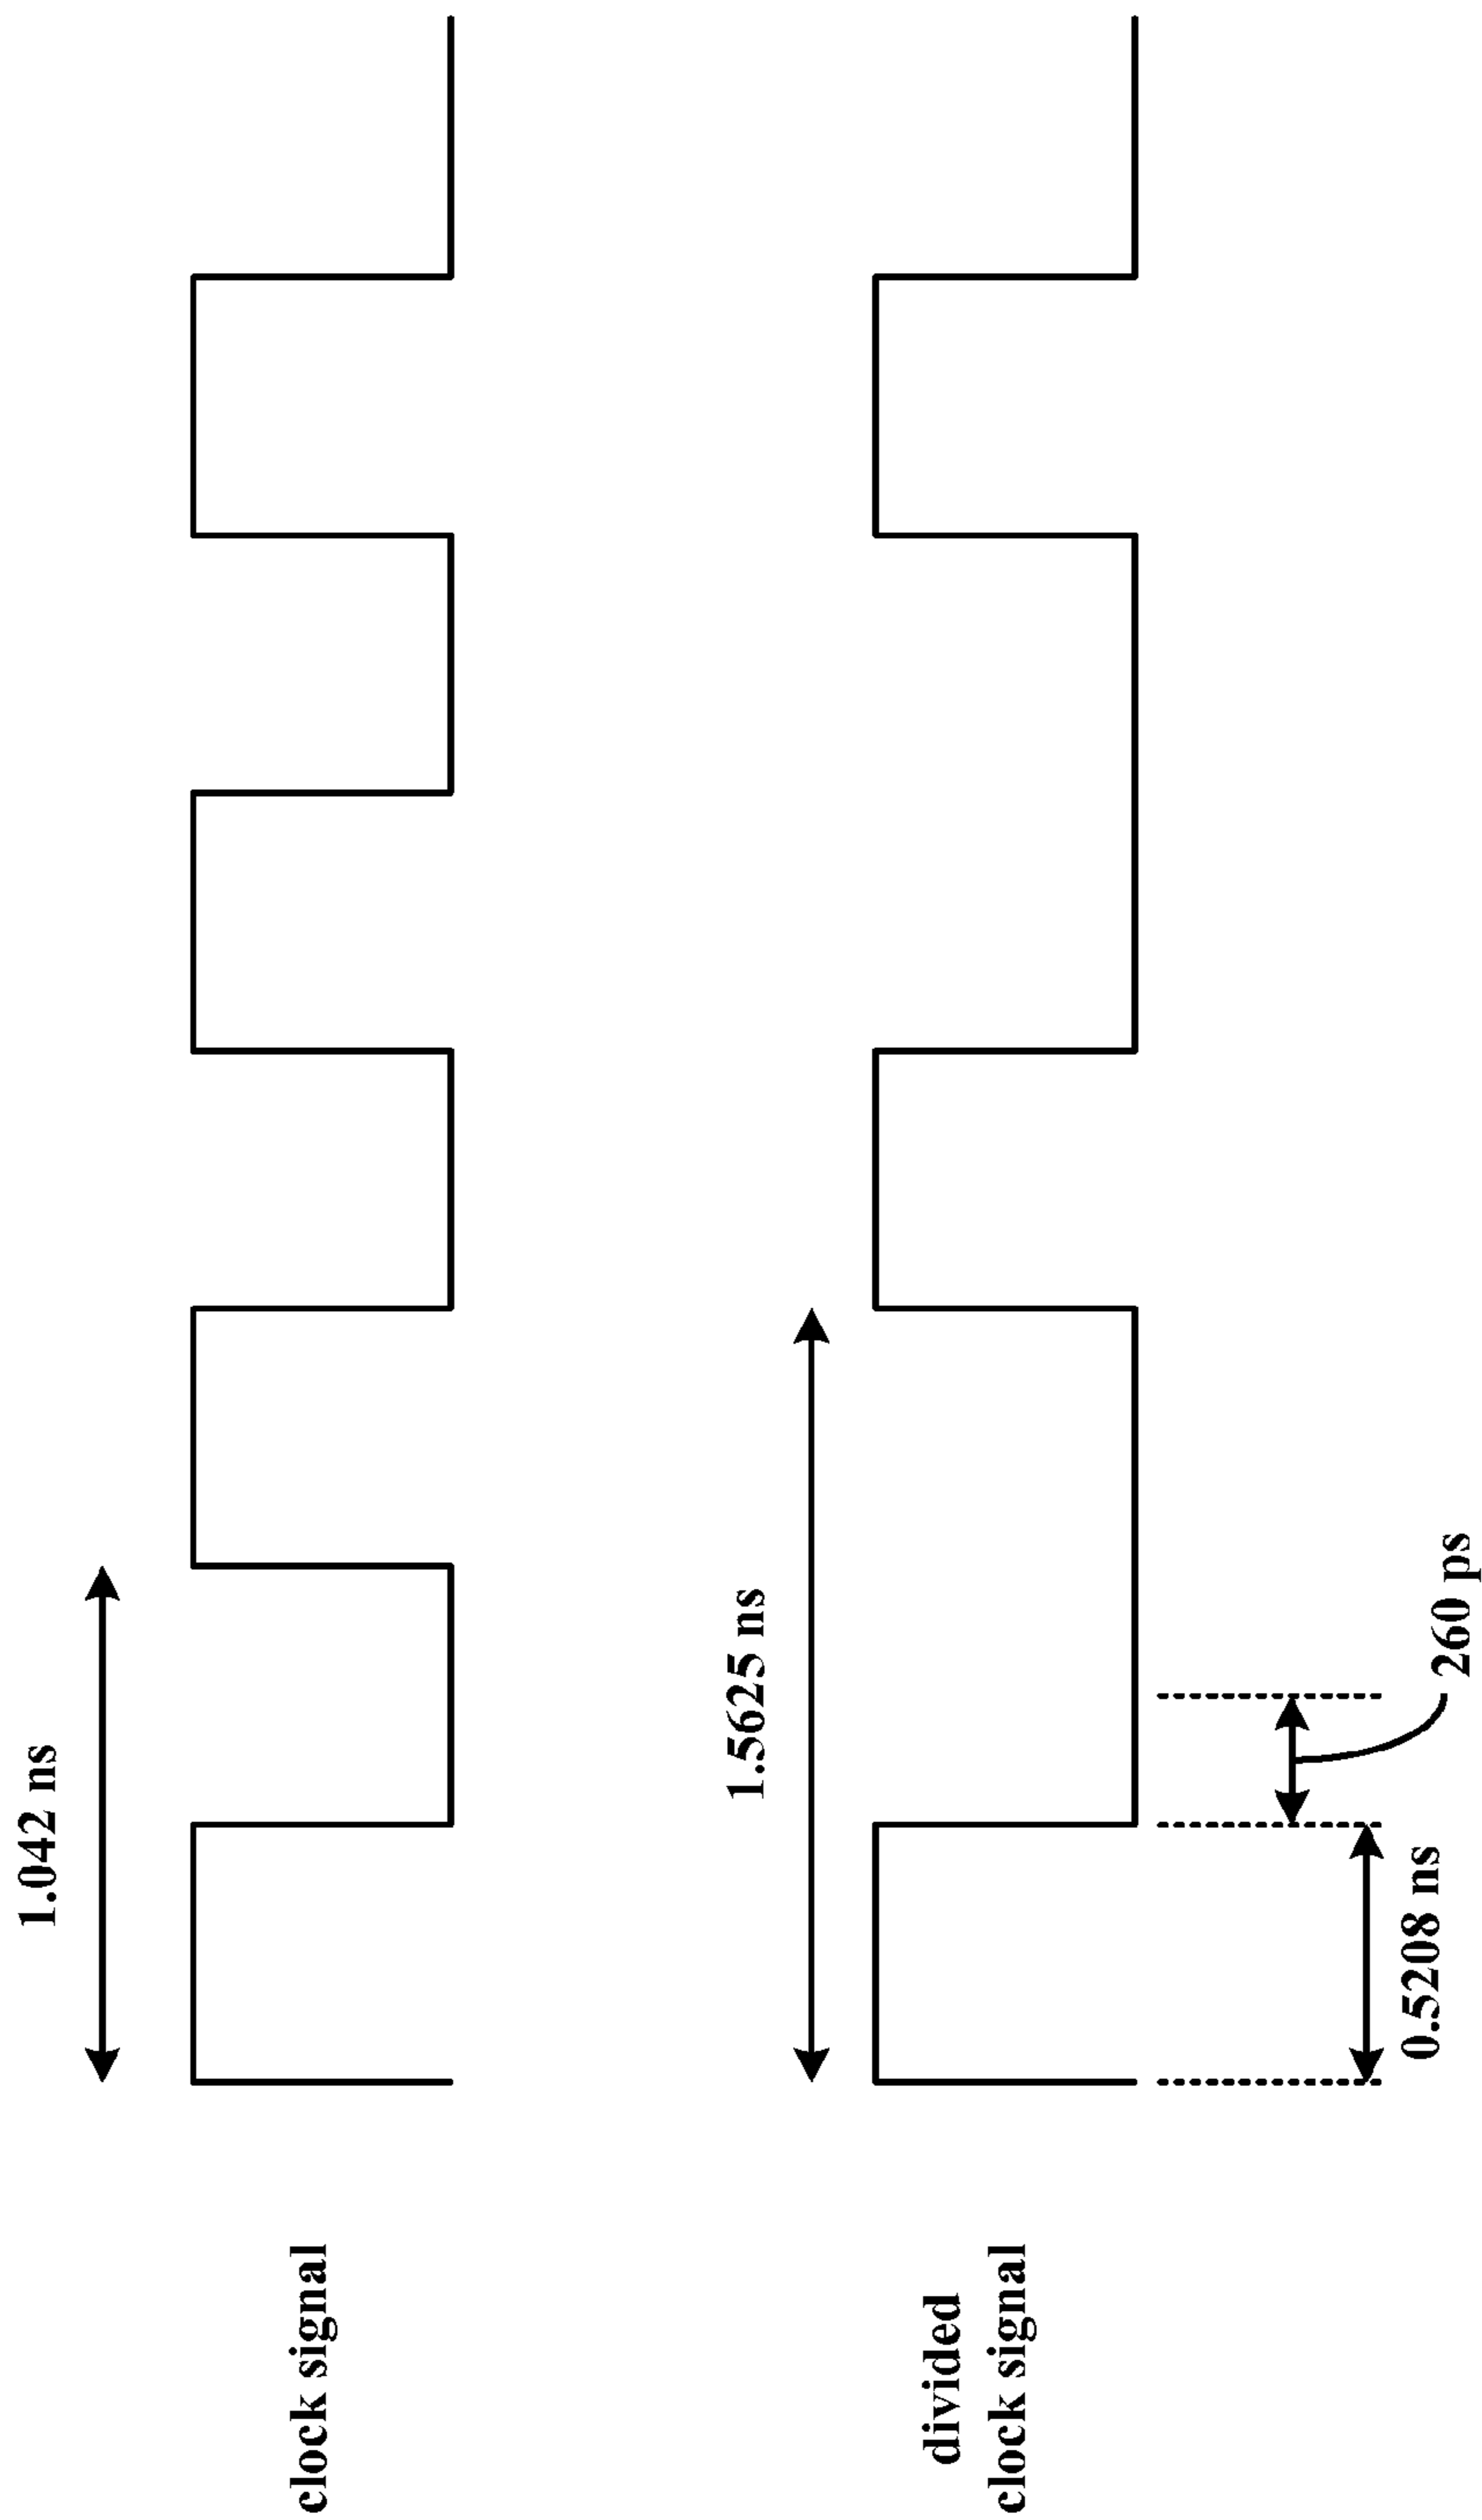 1.042 ns
clock signal
1.5625 ns
divided
clock signal
260 ps
0.5208 ns